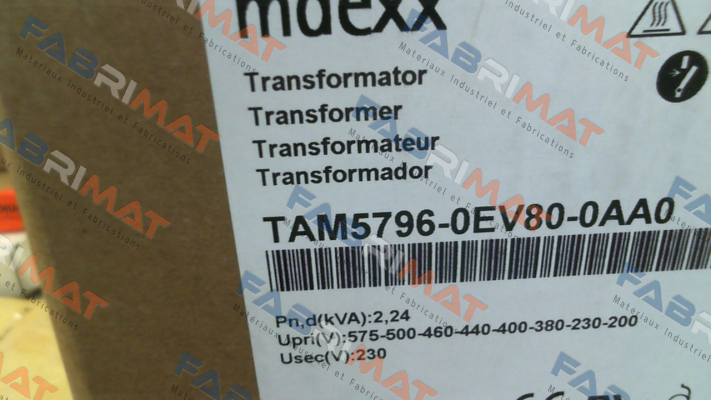 mdexx
Transformator
Transformer
Transformateur
Transformador
TAM5796-0EV80-0AA0
Pn,d(kVA):2,24
Upri(V):575-500-460-440-400-380-230-200
Usec(V):230
FABRIMAT
Materiaux Industriel et Fabrications